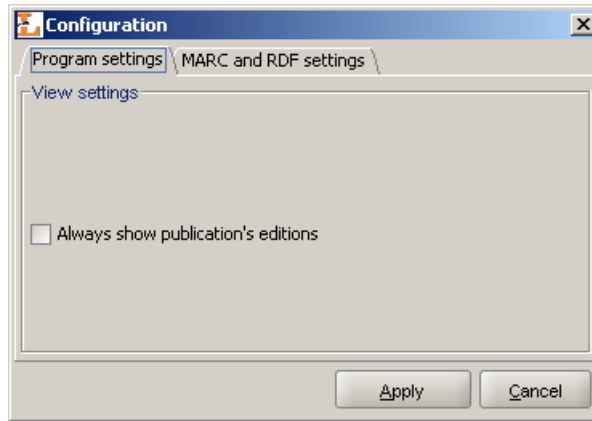 Configuration
Program settings MARC and RDF settings
View settings
Always show publication's editions
Apply Cancel